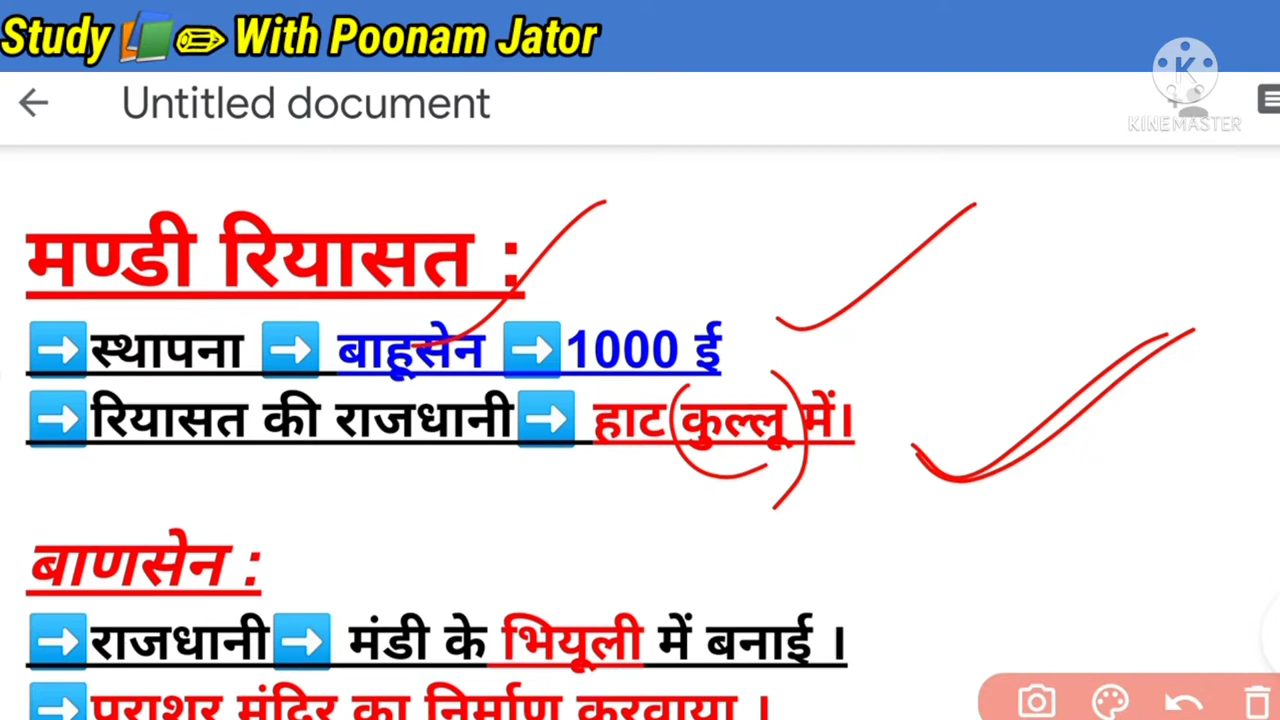 Study With Poonam Jator
Untitled document
KINEMASTER
मण्डी रियासत :
स्थापना बाहूसेन 1000 ई
रियासत की राजधानी हाट कुल्लू में।
बाणसेन :
राजधानी मंडी के भियूली में बनाई ।
पराशर मंदिर का निर्माण करवाया ।